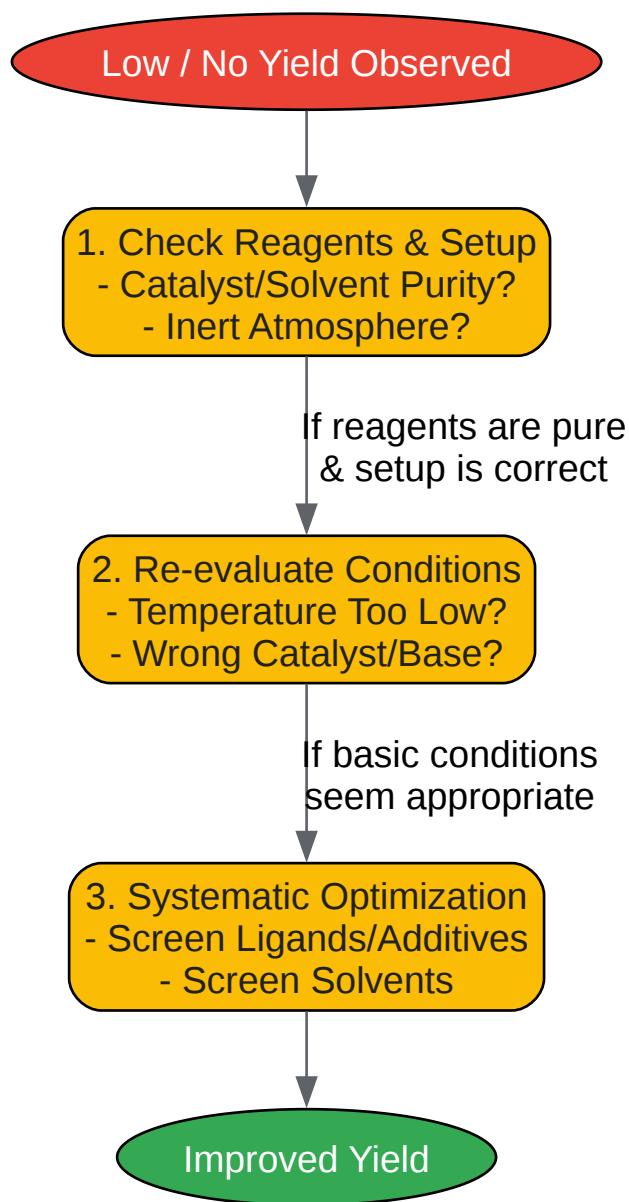 Low / No Yield Observed
1. Check Reagents & Setup
- Catalyst/Solvent Purity?
- Inert Atmosphere?
If reagents are pure
& setup is correct
2. Re-evaluate Conditions
- Temperature Too Low?
- Wrong Catalyst/Base?
If basic conditions
seem appropriate
3. Systematic Optimization
- Screen Ligands/Additives
- Screen Solvents
Improved Yield